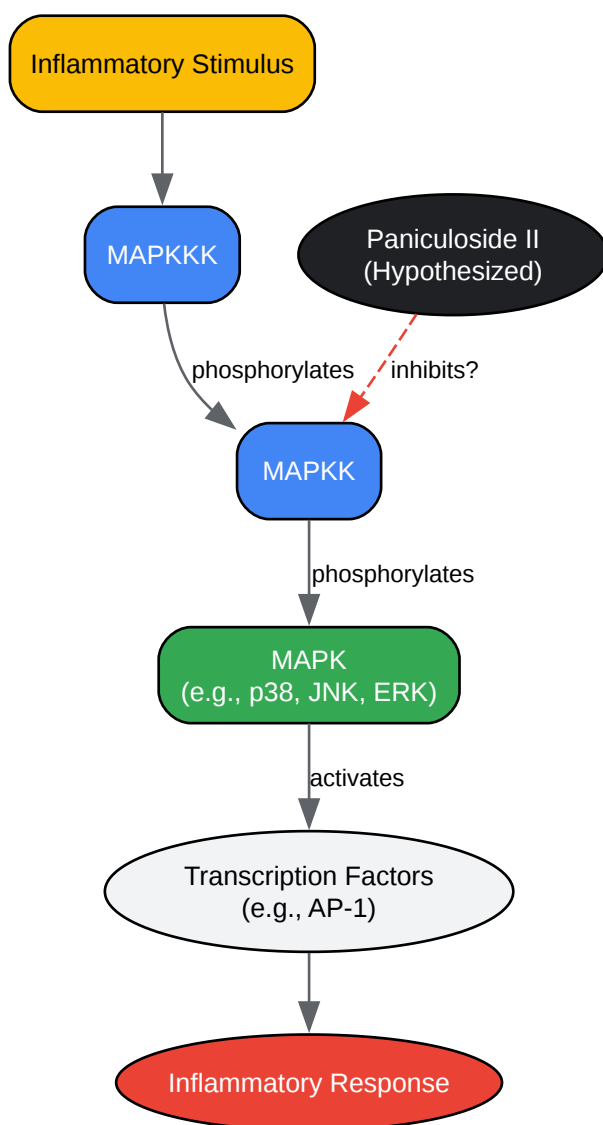 Inflammatory Stimulus
MAPKKK
Paniculoside II
(Hypothesized)
phosphorylates
inhibits?
MAPKK
phosphorylates
MAPK
(e.g., p38, JNK, ERK)
activates
Transcription Factors
(e.g., AP-1)
Inflammatory Response